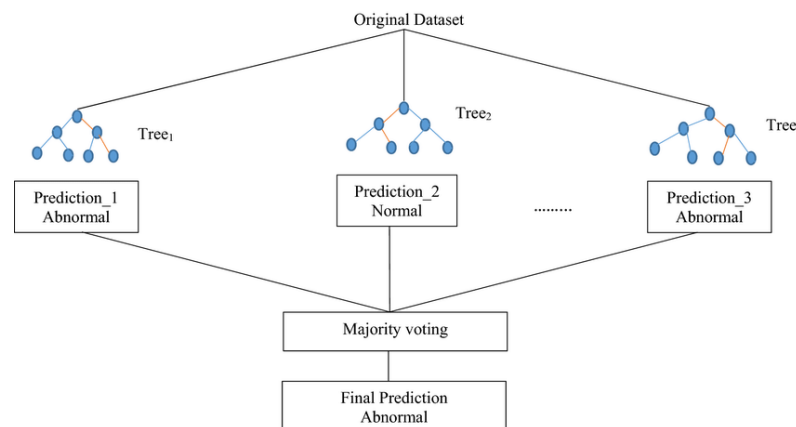 Original Dataset
Tree₁
Tree₂
Tree
Prediction_1
Abnormal
Prediction_2
Normal
.........
Prediction_3
Abnormal
Majority voting
Final Prediction
Abnormal